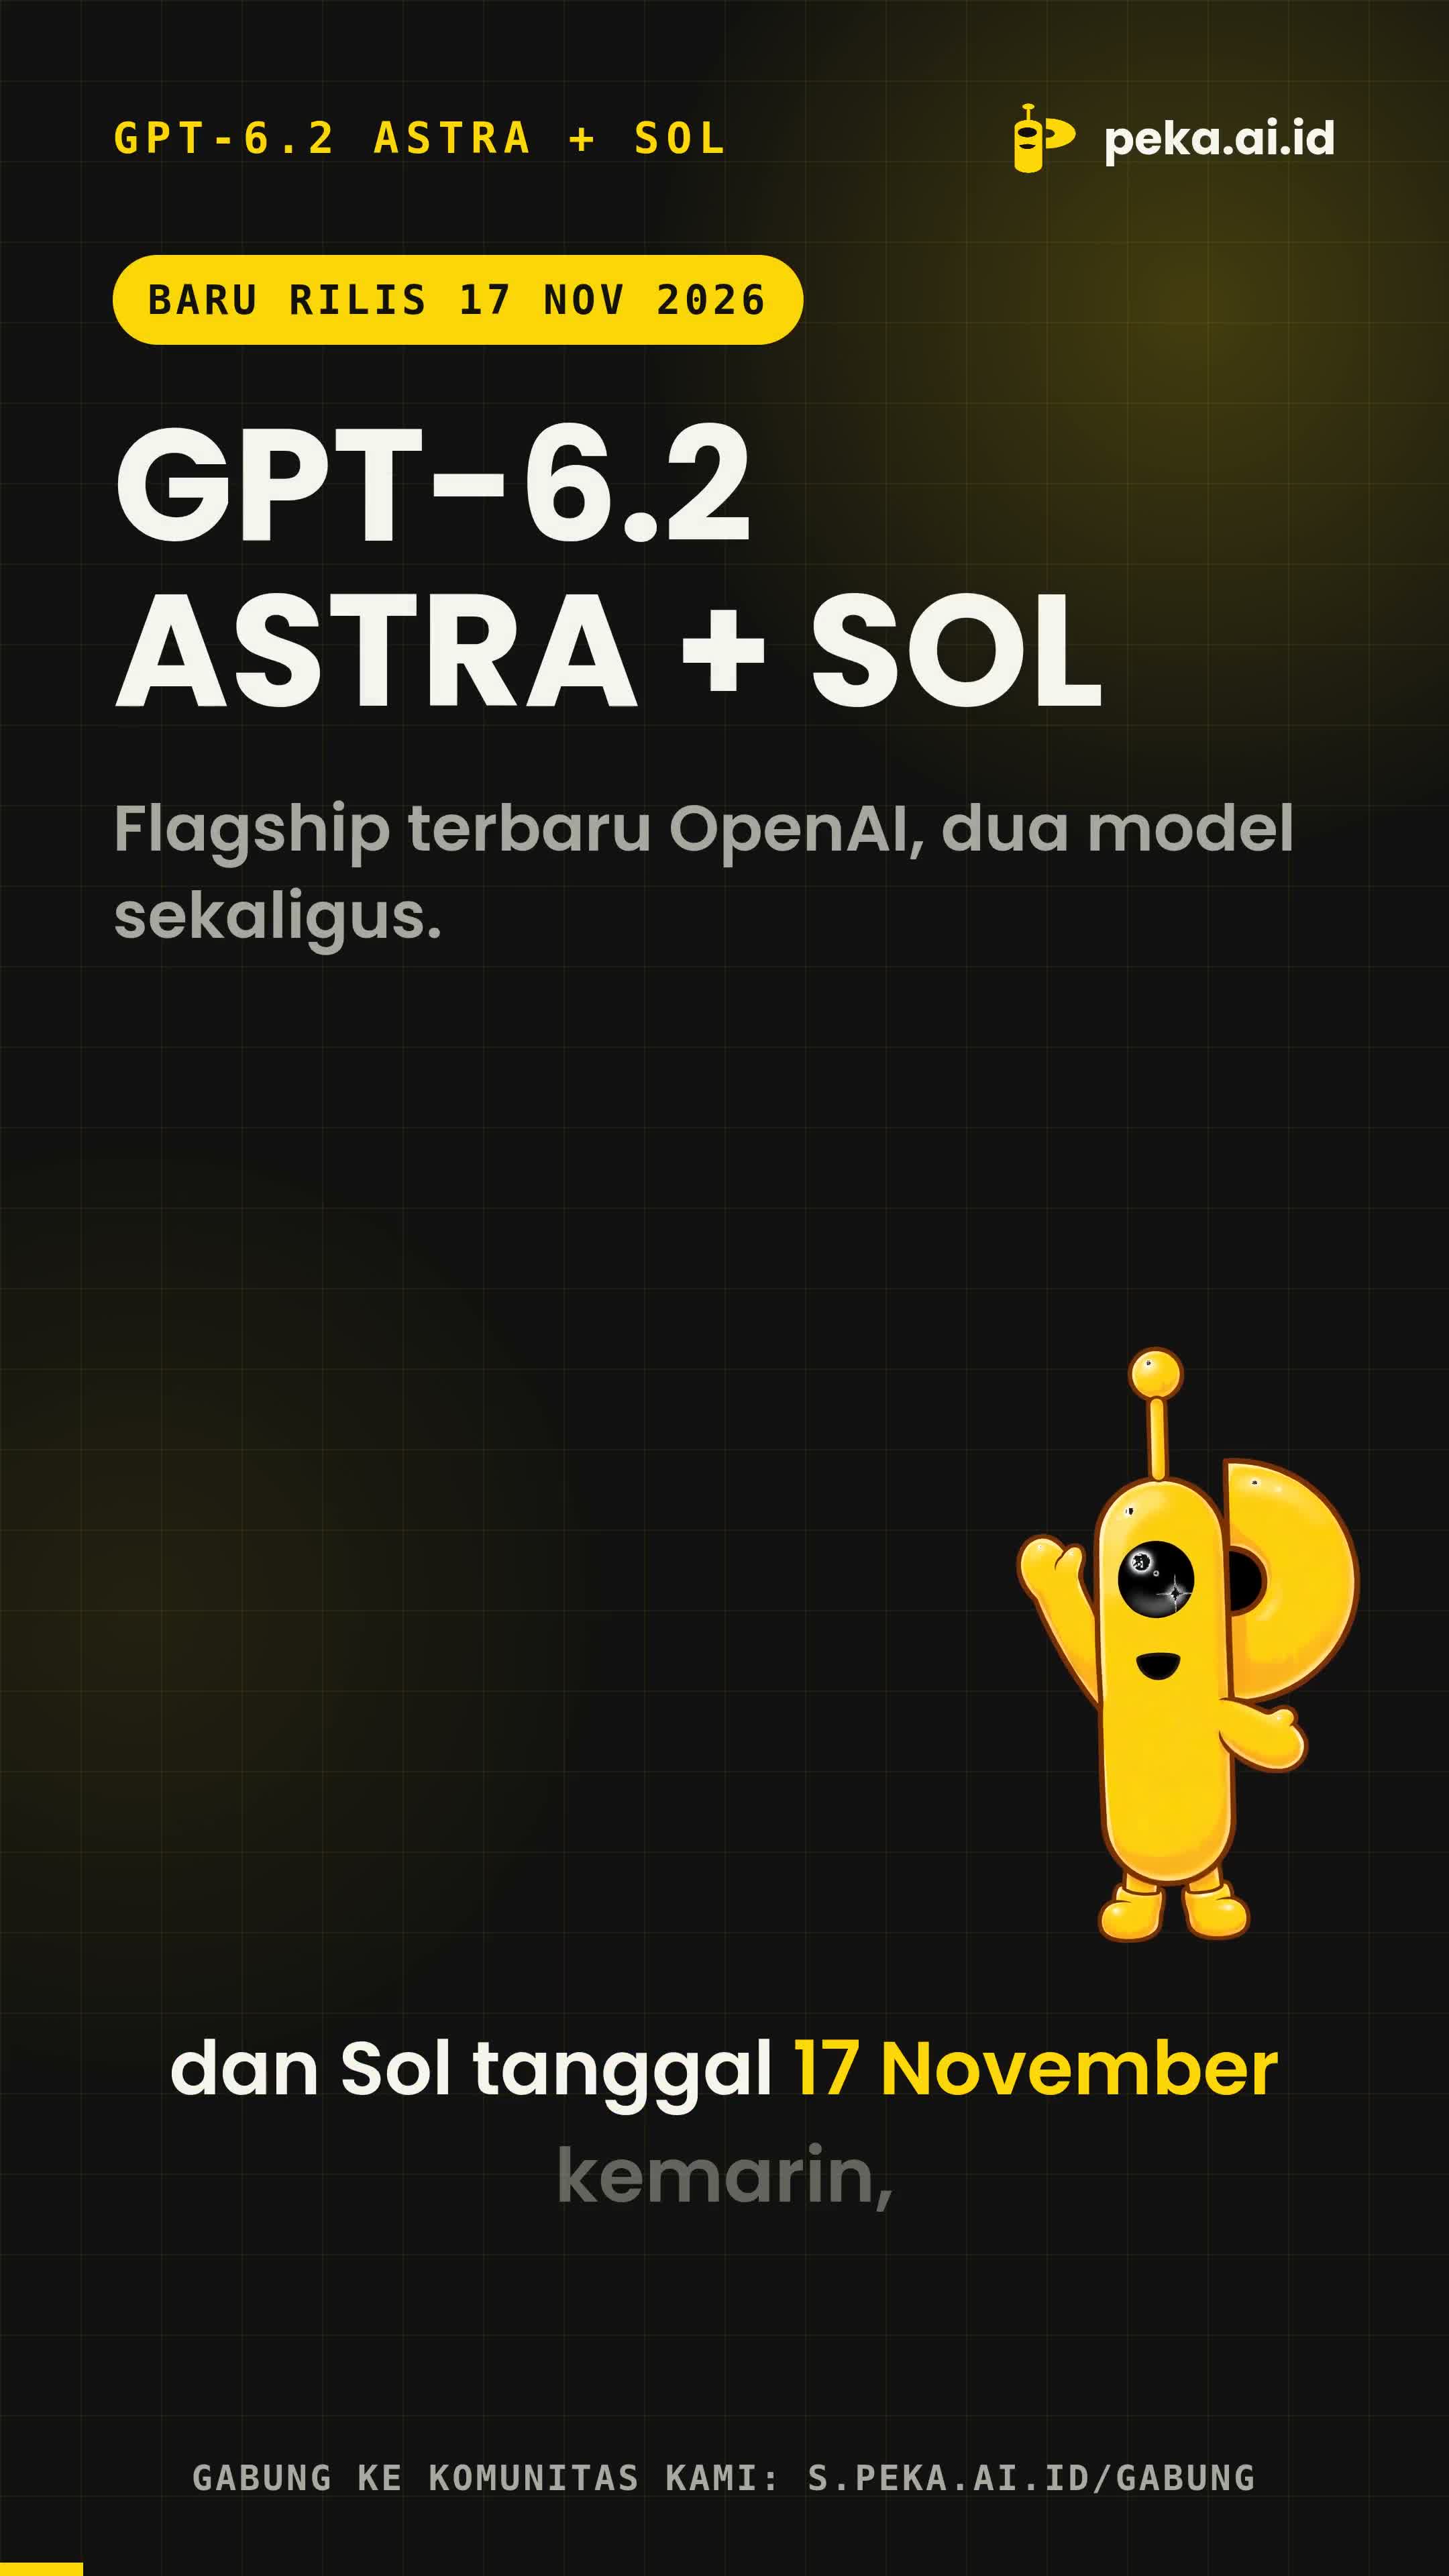 GPT-6.2 ASTRA + SOL
peka.ai.id
BARU RILIS 17 NOV 2026
GPT-6.2
ASTRA + SOL
Flagship terbaru OpenAI, dua model
sekaligus.
dan Sol tanggal 17 November
kemarin,
GABUNG KE KOMUNITAS KAMI: S.PEKA.AI.ID/GABUNG